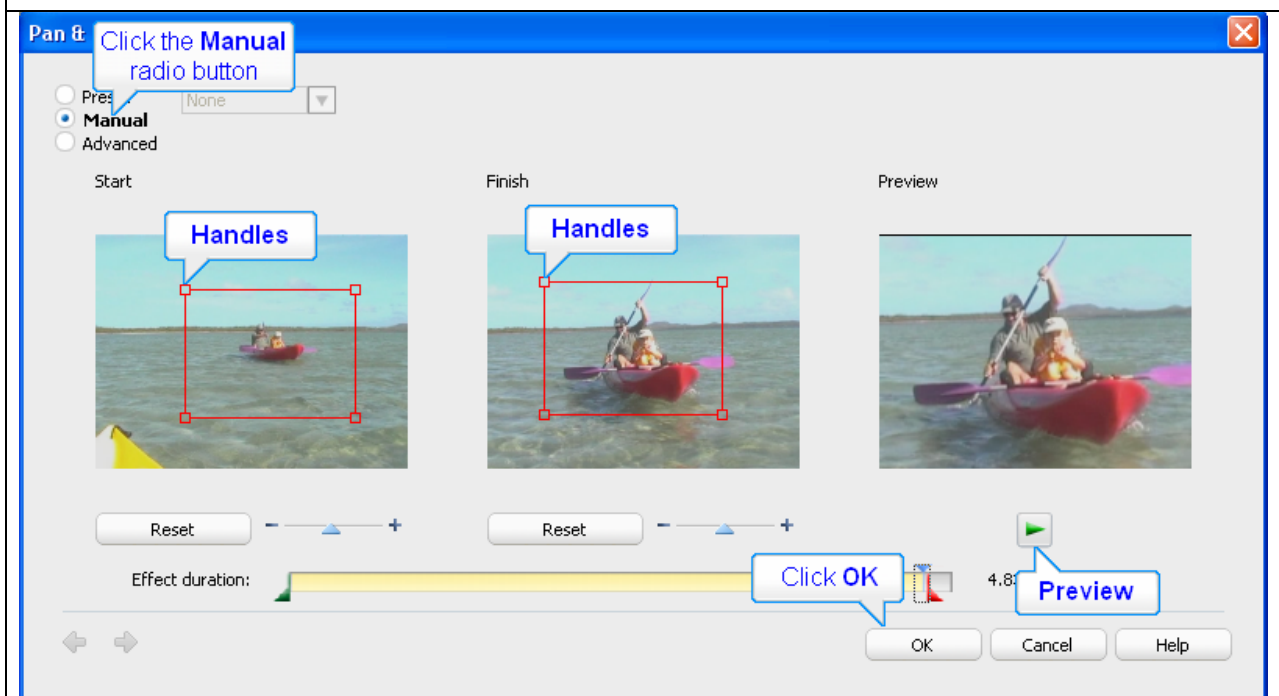 Pan &
Click the Manual
radio button
None
Manual
Advanced
Start
Finish
Preview
Handles
Handles
Reset
- +
Reset
- +
Effect duration:
Click OK
Preview
OK
Cancel
Help